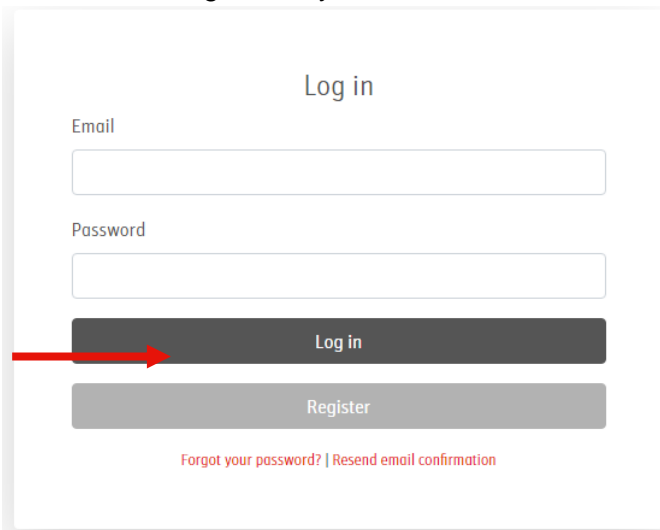 Log in
Email
Password
Log in
Register
Forgot your password? | Resend email confirmation